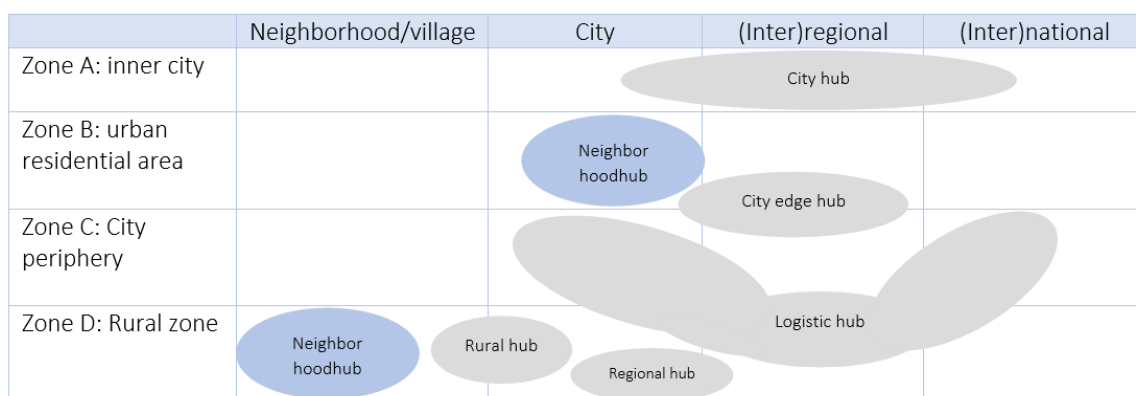 Neighborhood/village City (Inter)regional (Inter)national
Zone A: inner city
City hub
Zone B: urban
residential area
Neighbor
hoodhub
City edge hub
Zone C: City
periphery
Zone D: Rural zone
Neighbor
hoodhub
Rural hub
Regional hub
Logistic hub